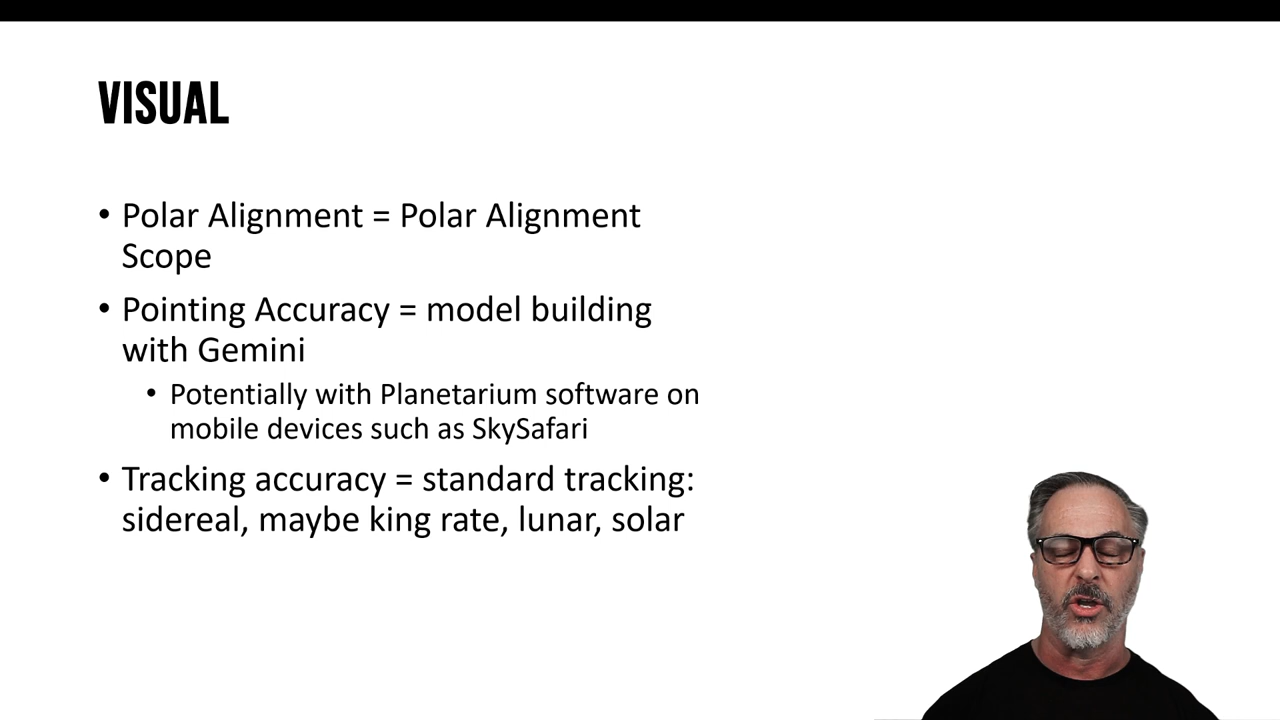 VISUAL
• Polar Alignment = Polar Alignment
Scope
• Pointing Accuracy = model building
with Gemini
• Potentially with Planetarium software on
mobile devices such as SkySafari
• Tracking accuracy = standard tracking:
sidereal, maybe king rate, lunar, solar